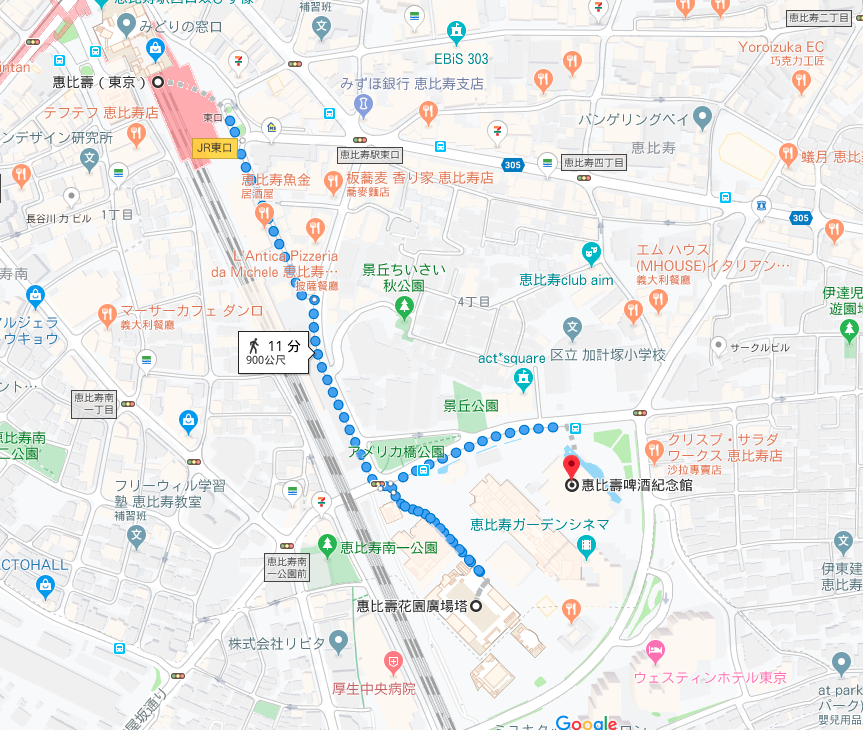 みどりの窓口
補習班
EBiS 303
恵比寿二丁目
Yoroizuka EC
巧克力工匠
惠比壽（東京）
みずほ銀行 恵比寿支店
テフテフ 恵比寿店
東口
バンゲリングベイ
JR東口
恵比寿駅東口
恵比寿
ンデザイン研究所
305
恵比寿四丁目
蟻月 恵比
恵比寿魚金
居酒屋
板蕎麦 香り家 恵比寿店
蕎麥麵店
長谷川 カ ビル
1丁目
305
L'Antica Pizzeria
da Michele 恵比寿…
披薩餐廳
景丘ちいさい
秋公園
エム ハウス
(MHOUSE)イタリアン…
義大利餐廳
恵比寿club aim
寿南
4丁目
伊達児
遊園地
マーサーカフェ ダンロ
義大利餐廳
アルジェラ
ウキョウ
11 分
900公尺
act*square
区立 加計塚小学校
サークルビル
恵比寿南
一丁目
景丘公園
恵比寿南
二公園
アメリカ橋公園
クリスプ・サラダ
ワークス 恵比寿店
沙拉專賣店
フリーウィル学習
塾 恵比寿教室
補習班
惠比壽啤酒紀念館
恵比寿ガーデンシネマ
恵比寿南一公園
恵比寿南
一公園前
CTOHALL
伊東建
恵比寿
惠比壽花園廣場塔
株式会社リビタ
厚生中央病院
ウェスティンホテル東京
at park
嬰兒用品
Google